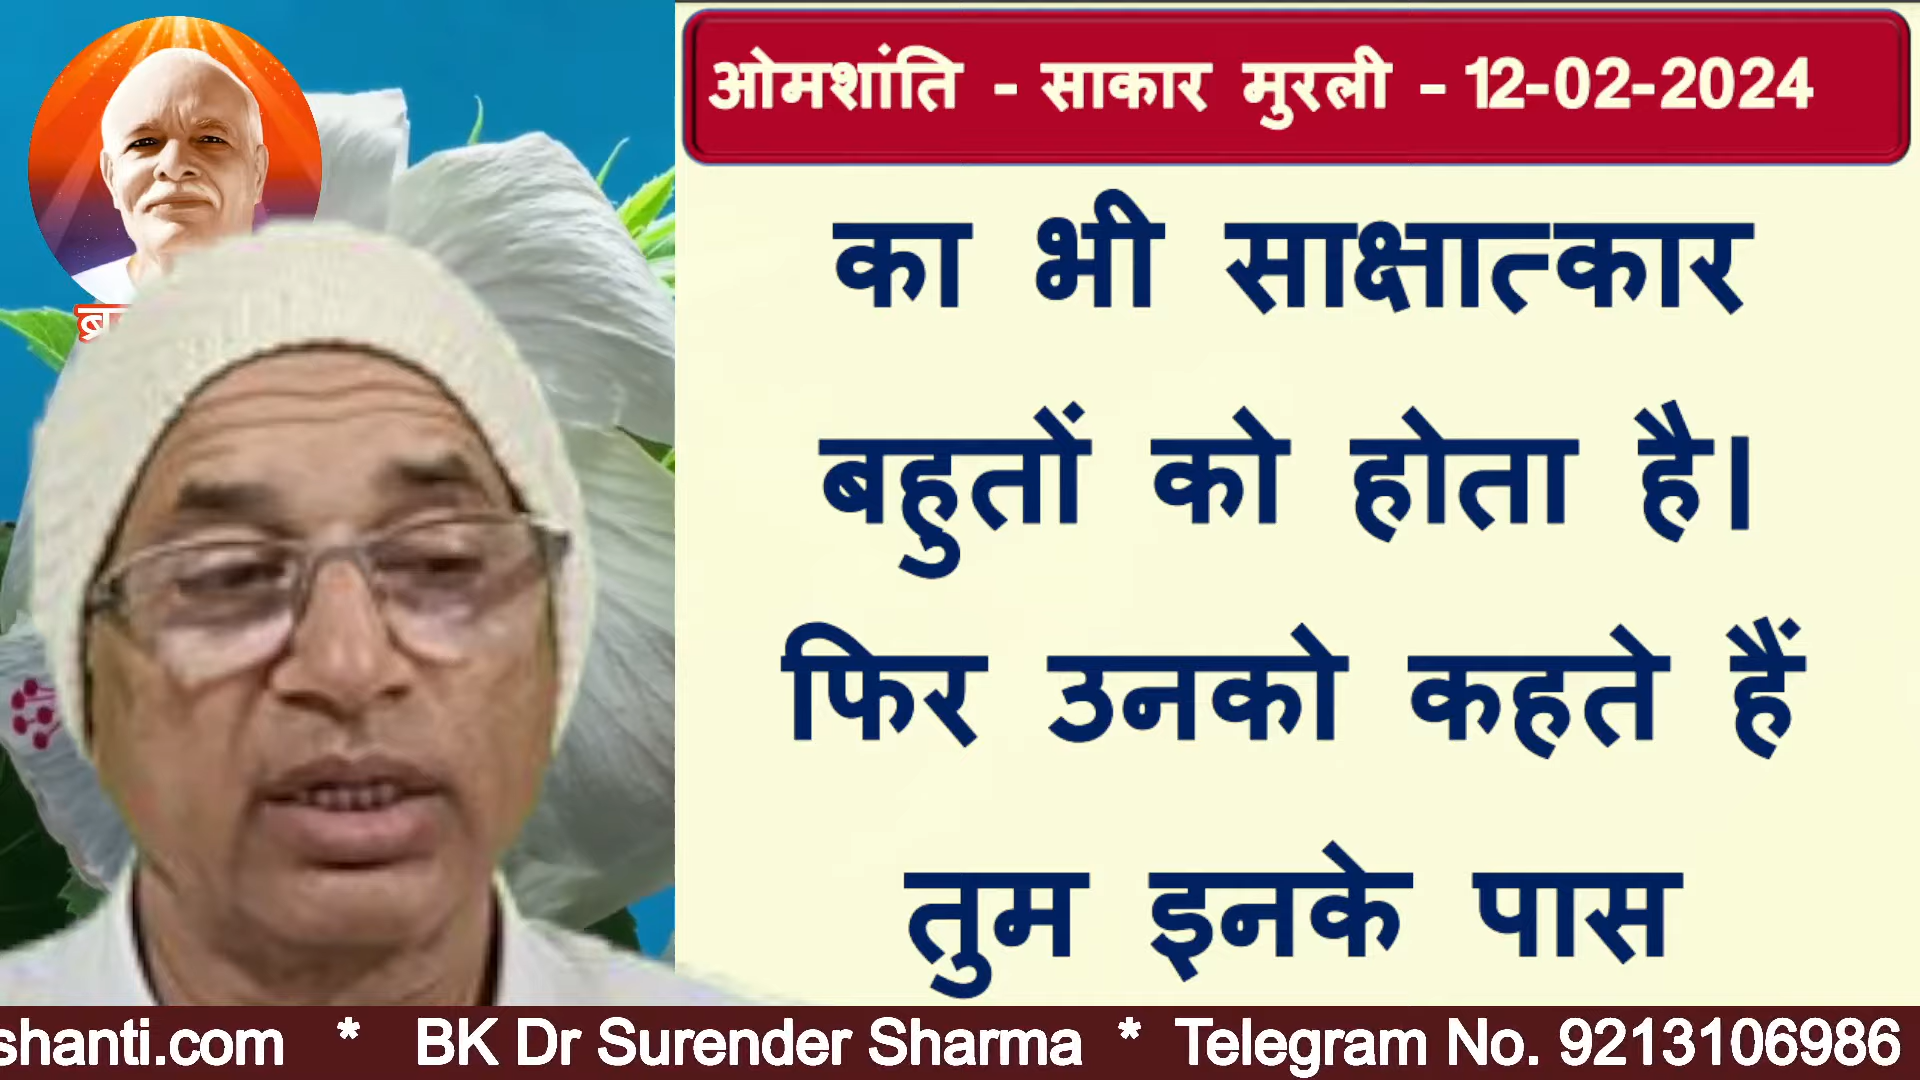 ओमशांति - साकार मुरली - 12-02-2024
का भी साक्षात्कार
बहुतों को होता है।
फिर उनको कहते हैं
तुम इनके पास
shanti.com * BK Dr Surender Sharma * Telegram No. 9213106986